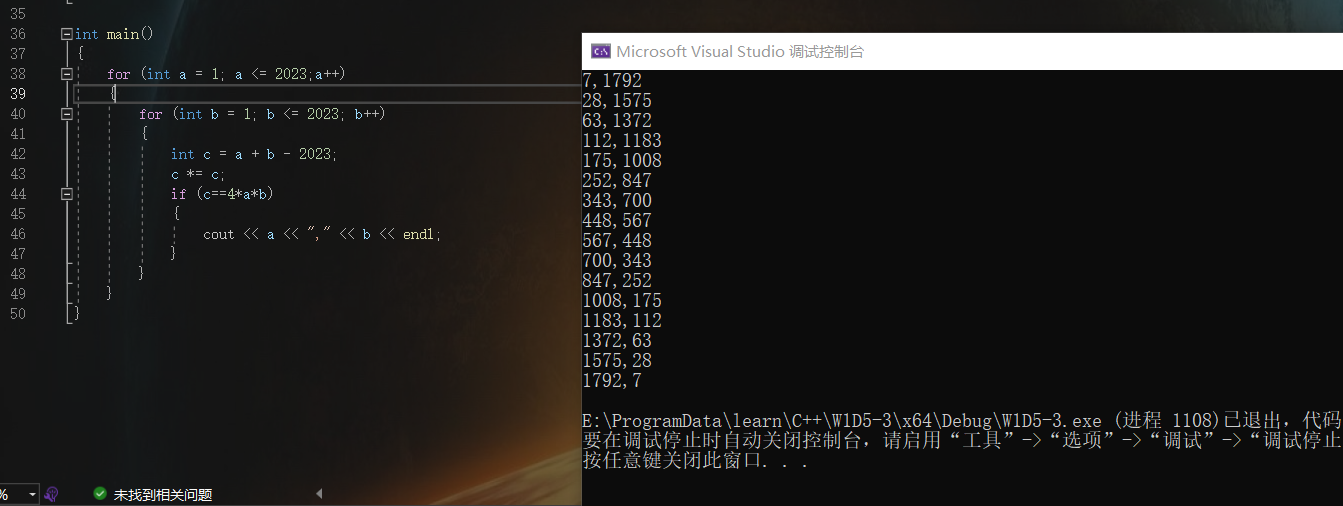 35
36 int main()
37 {
38 for (int a = 1; a <= 2023;a++)
39 {
40 for (int b = 1; b <= 2023; b++)
41 {
42 int c = a + b - 2023;
43 c *= c;
44 if (c==4*a*b)
45 {
46 cout << a << "," << b << endl;
47 }
48 }
49 }
50 }
% 未找到相关问题
Microsoft Visual Studio 调试控制台
7,1792
28,1575
63,1372
112,1183
175,1008
252,847
343,700
448,567
567,448
700,343
847,252
1008,175
1183,112
1372,63
1575,28
1792,7
E:\ProgramData\learn\C++\W1D5-3\x64\Debug\W1D5-3.exe (进程 1108)已退出，代码
要在调试停止时自动关闭控制台，请启用“工具”->“选项”->“调试”->“调试停止
按任意键关闭此窗口. . .